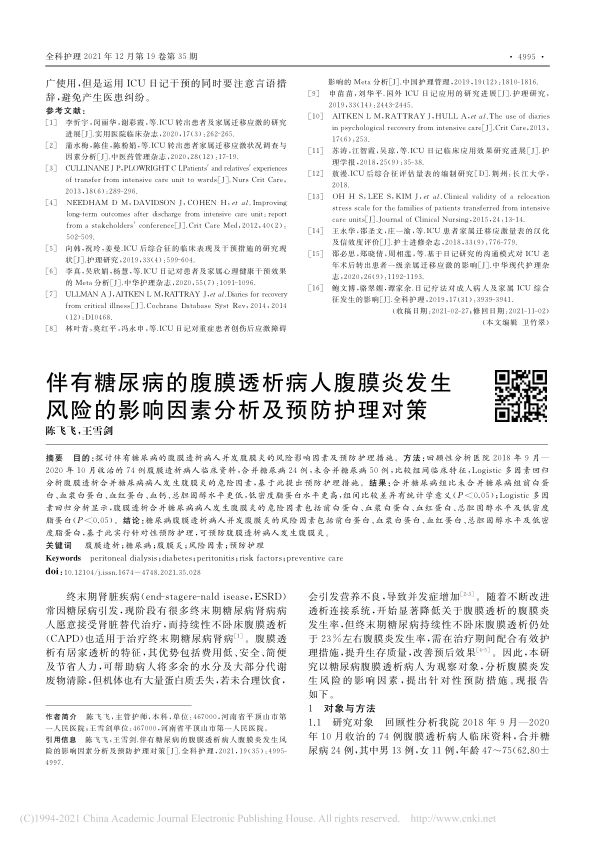 全科护理 2021 年 12 月第 19 卷第 35 期
· 4995 ·
广使用,但是运用 ICU 日记干预的同时要注意言语措
辞,避免产生医患纠纷。
参考文献:
[1] 李忻宇,闵丽华,谢彩霞,等.ICU 转出患者及家属迁移应激的研究
进展[J].实用医院临床杂志,2020,17(3):262-265.
[2] 蒲水梅,陈佳,陈粉娟,等.ICU 转出患者家属迁移应激状况调查与
因素分析[J].中医药管理杂志,2020,28(12):17-19.
[3] CULLINANE J P,PLOWRIGHT C I.Patients' and relatives' experiences
of transfer from intensive care unit to wards[J].Nurs Crit Care,
2013,18(6):289-296.
[4] NEEDHAM D M,DAVIDSON J,COHEN H,et al.Improving
long-term outcomes after discharge from intensive care unit:report
from a stakeholders' conference[J].Crit Care Med,2012,40(2):
502-509.
[5] 向韩,祝玲,姜曼.ICU 后综合征的临床表现及干预措施的研究现
状[J].护理研究,2019,33(4):599-604.
[6] 李真,吴欣娟,杨慧,等.ICU 日记对患者及家属心理健康干预效果
的 Meta 分析[J].中华护理杂志,2020,55(7):1091-1096.
[7] ULLMAN A J,AITKEN L M,RATTRAY J,et al.Diaries for recovery
from critical illness[J].Cochrane Database Syst Rev,2014,2014
(12):D10468.
[8] 林叶青,莫红平,冯永申,等.ICU 日记对重症患者创伤后应激障碍
影响的 Meta 分析[J].中国护理管理,2019,19(12):1810-1816.
[9] 申苗苗,刘华平.国外 ICU 日记应用的研究进展[J].护理研究,
2019,33(14):2443-2445.
[10] AITKEN L M,RATTRAY J,HULL A,et al.The use of diaries
in psychological recovery from intensive care[J].Crit Care,2013,
17(6):253.
[11] 苏涛,江智霞,吴琼,等.ICU 日记临床应用效果研究进展[J].护
理学报,2018,25(9):35-38.
[12] 敖漫.ICU 后综合征评估量表的编制研究[D].荆州:长江大学,
2018.
[13] OH H S,LEE S,KIM J,et al.Clinical validity of a relocation
stress scale for the families of patients transferred from intensive
care units[J].Journal of Clinical Nursing,2015,24:13-14.
[14] 王永华,邵圣文,庄一渝,等.ICU 患者家属迁移应激量表的汉化
及信效度评价[J].护士进修杂志,2018,33(9):776-779.
[15] 邵必思,郑晓倩,周相莲,等.基于日记研究的沟通模式对 ICU 老
年术后转出患者一级亲属迁移应激的影响[J].中华现代护理杂
志,2020,26(9):1192-1193.
[16] 鲍文博,骆翠媚,谭家余.日记疗法对成人病人及家属 ICU 综合
征发生的影响[J].全科护理,2019,17(31):3939-3941.
(收稿日期:2021-02-27;修回日期:2021-11-02)
(本文编辑 卫竹翠)
伴有糖尿病的腹膜透析病人腹膜炎发生
风险的影响因素分析及预防护理对策
陈飞飞,王雪剑
摘要 目的:探讨伴有糖尿病的腹膜透析病人并发腹膜炎的风险影响因素及预防护理措施。方法:回顾性分析医院 2018 年 9 月—
2020 年 10 月收治的 74 例腹膜透析病人临床资料,合并糖尿病 24 例,未合并糖尿病 50 例,比较组间临床特征,Logistic 多因素回归
分析腹膜透析合并糖尿病病人发生腹膜炎的危险因素,基于此提出预防护理措施。结果:合并糖尿病组比未合并糖尿病组前白蛋
白、血浆白蛋白、血红蛋白、血钙、总胆固醇水平更低,低密度脂蛋白水平更高,组间比较差异有统计学意义(P<0.05);Logistic 多因
素回归分析显示,腹膜透析合并糖尿病病人发生腹膜炎的危险因素包括前白蛋白、血浆白蛋白、血红蛋白、总胆固醇水平及低密度
脂蛋白(P<0.05)。结论:糖尿病腹膜透析病人并发腹膜炎的风险因素包括前白蛋白、血浆白蛋白、血红蛋白、总胆固醇水平及低密
度脂蛋白,基于此实行针对性预防护理,可预防腹膜透析病人发生腹膜炎。
关键词 腹膜透析;糖尿病;腹膜炎;风险因素;预防护理
Keywords peritoneal dialysis;diabetes;peritonitis;risk factors;preventive care
doi:10.12104/j.issn.1674-4748.2021.35.028
终末期肾脏疾病(end-stagere-nald isease,ESRD)
常因糖尿病引发,现阶段有很多终末期糖尿病肾病病
人愿意接受肾脏替代治疗,而持续性不卧床腹膜透析
(CAPD)也适用于治疗终末期糖尿病肾病[1]。腹膜透
析有居家透析的特征,其优势包括费用低、安全、简便
及节省人力,可帮助病人将多余的水分及大部分代谢
废物清除,但机体也有大量蛋白质丢失,若未合理饮食,
作者简介 陈飞飞,主管护师,本科,单位:467000,河南省平顶山市第
一人民医院;王雪剑单位:467000,河南省平顶山市第一人民医院。
引用信息 陈飞飞,王雪剑.伴有糖尿病的腹膜透析病人腹膜炎发生风
险的影响因素分析及预防护理对策[J].全科护理,2021,19(35):4995-
4997.
会引发营养不良,导致并发症增加[2-3]。随着不断改进
透析连接系统,开始显著降低关于腹膜透析的腹膜炎
发生率,但终末期糖尿病持续性不卧床腹膜透析仍处
于 23%左右腹膜炎发生率,需在治疗期间配合有效护
理措施,提升生存质量,改善预后效果[4-5]。因此,本研
究以糖尿病腹膜透析病人为观察对象,分析腹膜炎发
生风险的影响因素,提出针对性预防措施。现报告
如下。
1 对象与方法
1.1 研究对象 回顾性分析我院 2018 年 9 月—2020
年 10 月收治的 74 例腹膜透析病人临床资料,合并糖
尿病 24 例,其中男 13 例,女 11 例,年龄 47～75(62,80±
(C)1994-2021 China Academic Journal Electronic Publishing House. All rights reserved. http://www.cnki.net